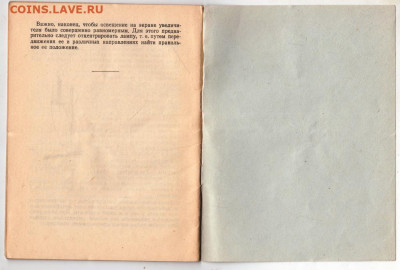 COINS.LAVE.RU
Важно, наконец, чтобы освещение на экране увеличи-
теля было совершенно равномерным. Для этого предва-
рительно следует отцентрировать лампу, т. е. путем пере-
движения ее в различных направлениях найти правиль-
ное ее положение.